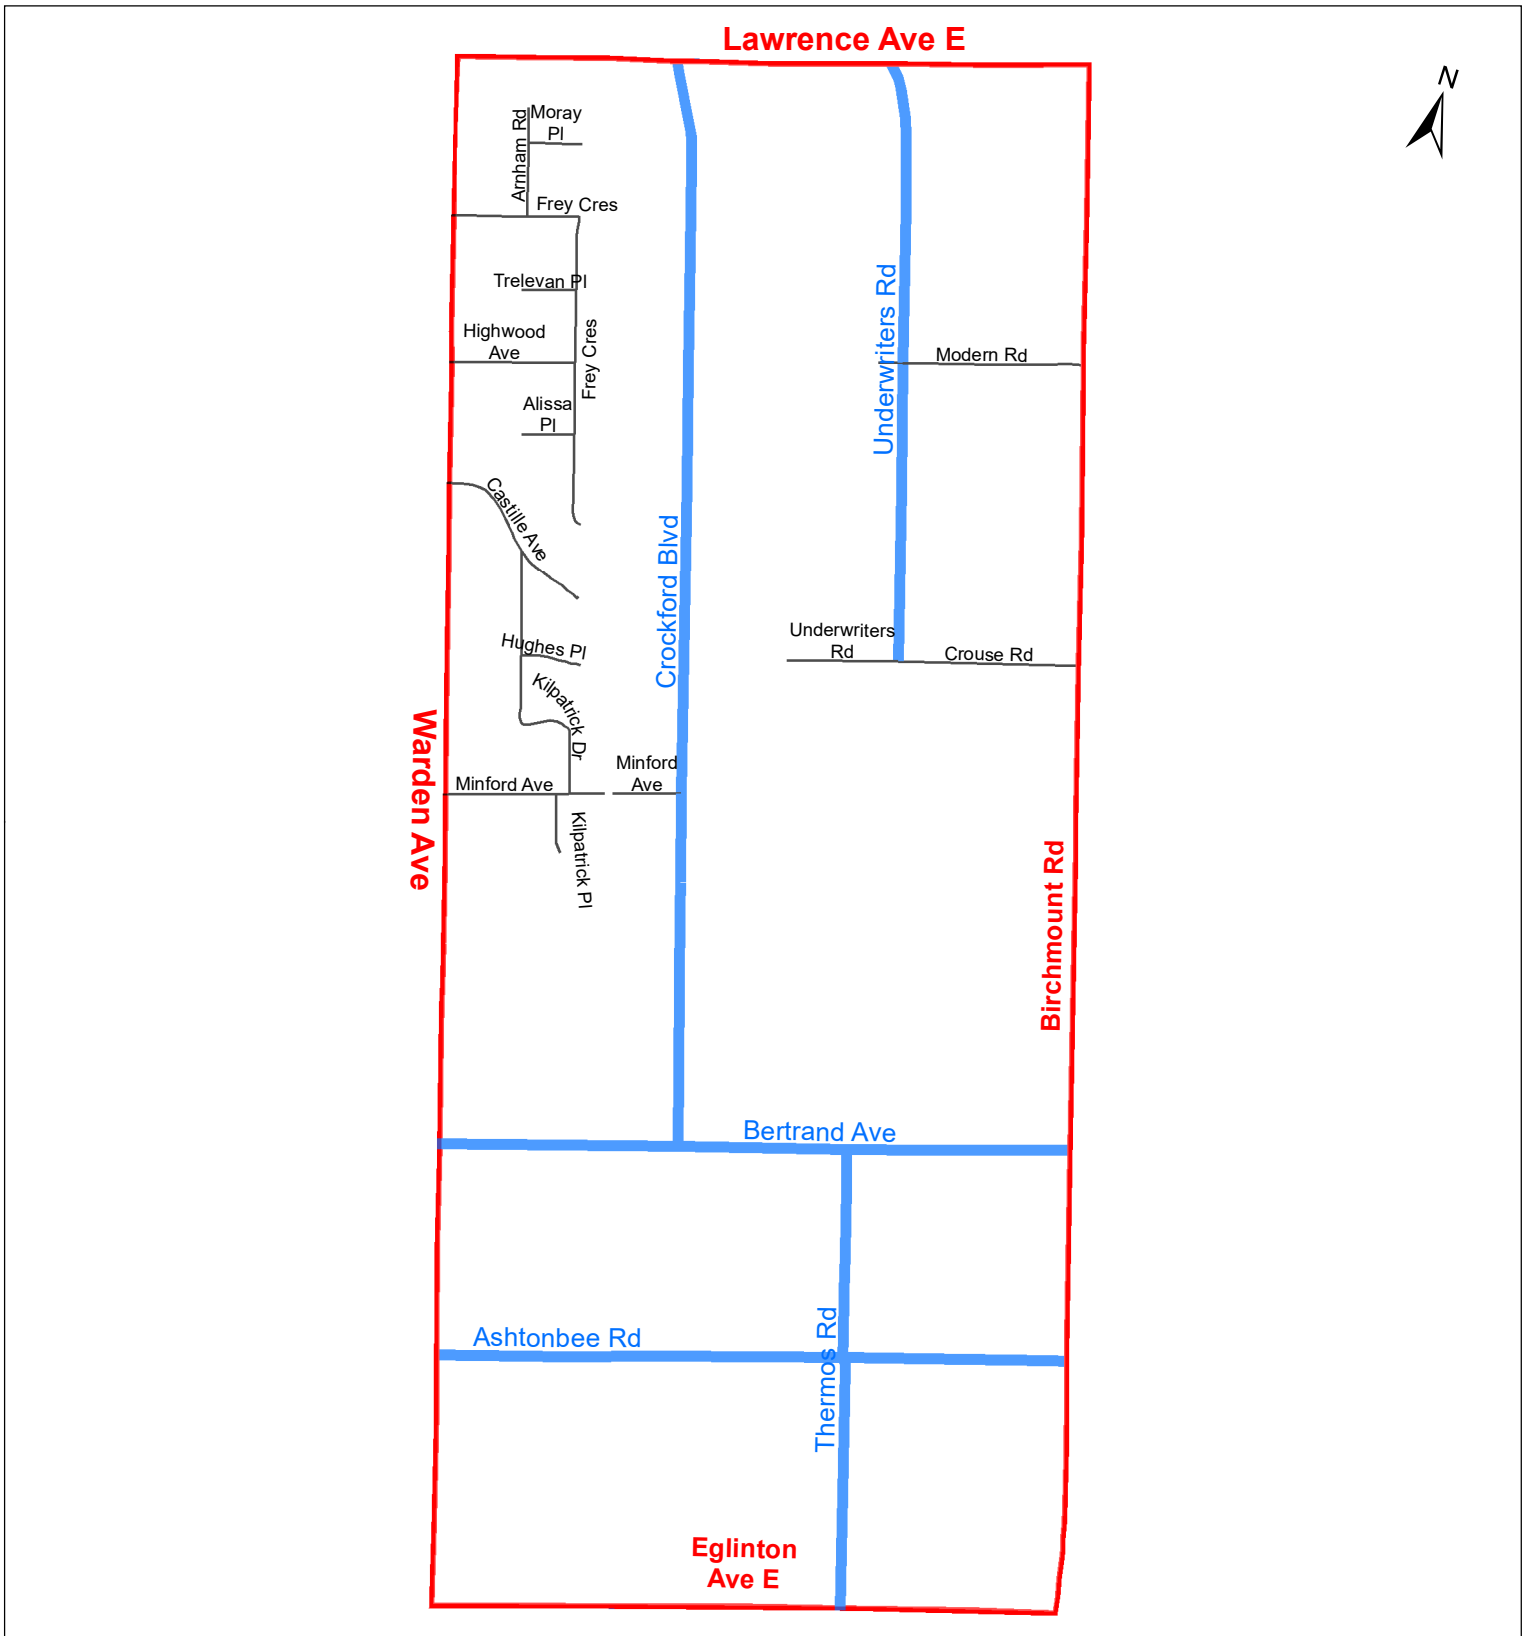 Lawrence Ave E
N
Moray
Pl
Arnham Rd
Frey Cres
Trelevan Pl
Highwood
Ave
Frey Cres
Alissa
Pl
Castille Ave
Hughes Pl
Kilpatrick Dr
Minford Ave
Minford
Ave
Kilpatrick Pl
Warden Ave
Crockford Blvd
Underwriters Rd
Modern Rd
Underwriters
Rd
Crouse Rd
Birchmount Rd
Bertrand Ave
Ashtonbee Rd
Thermos Rd
Eglinton
Ave E